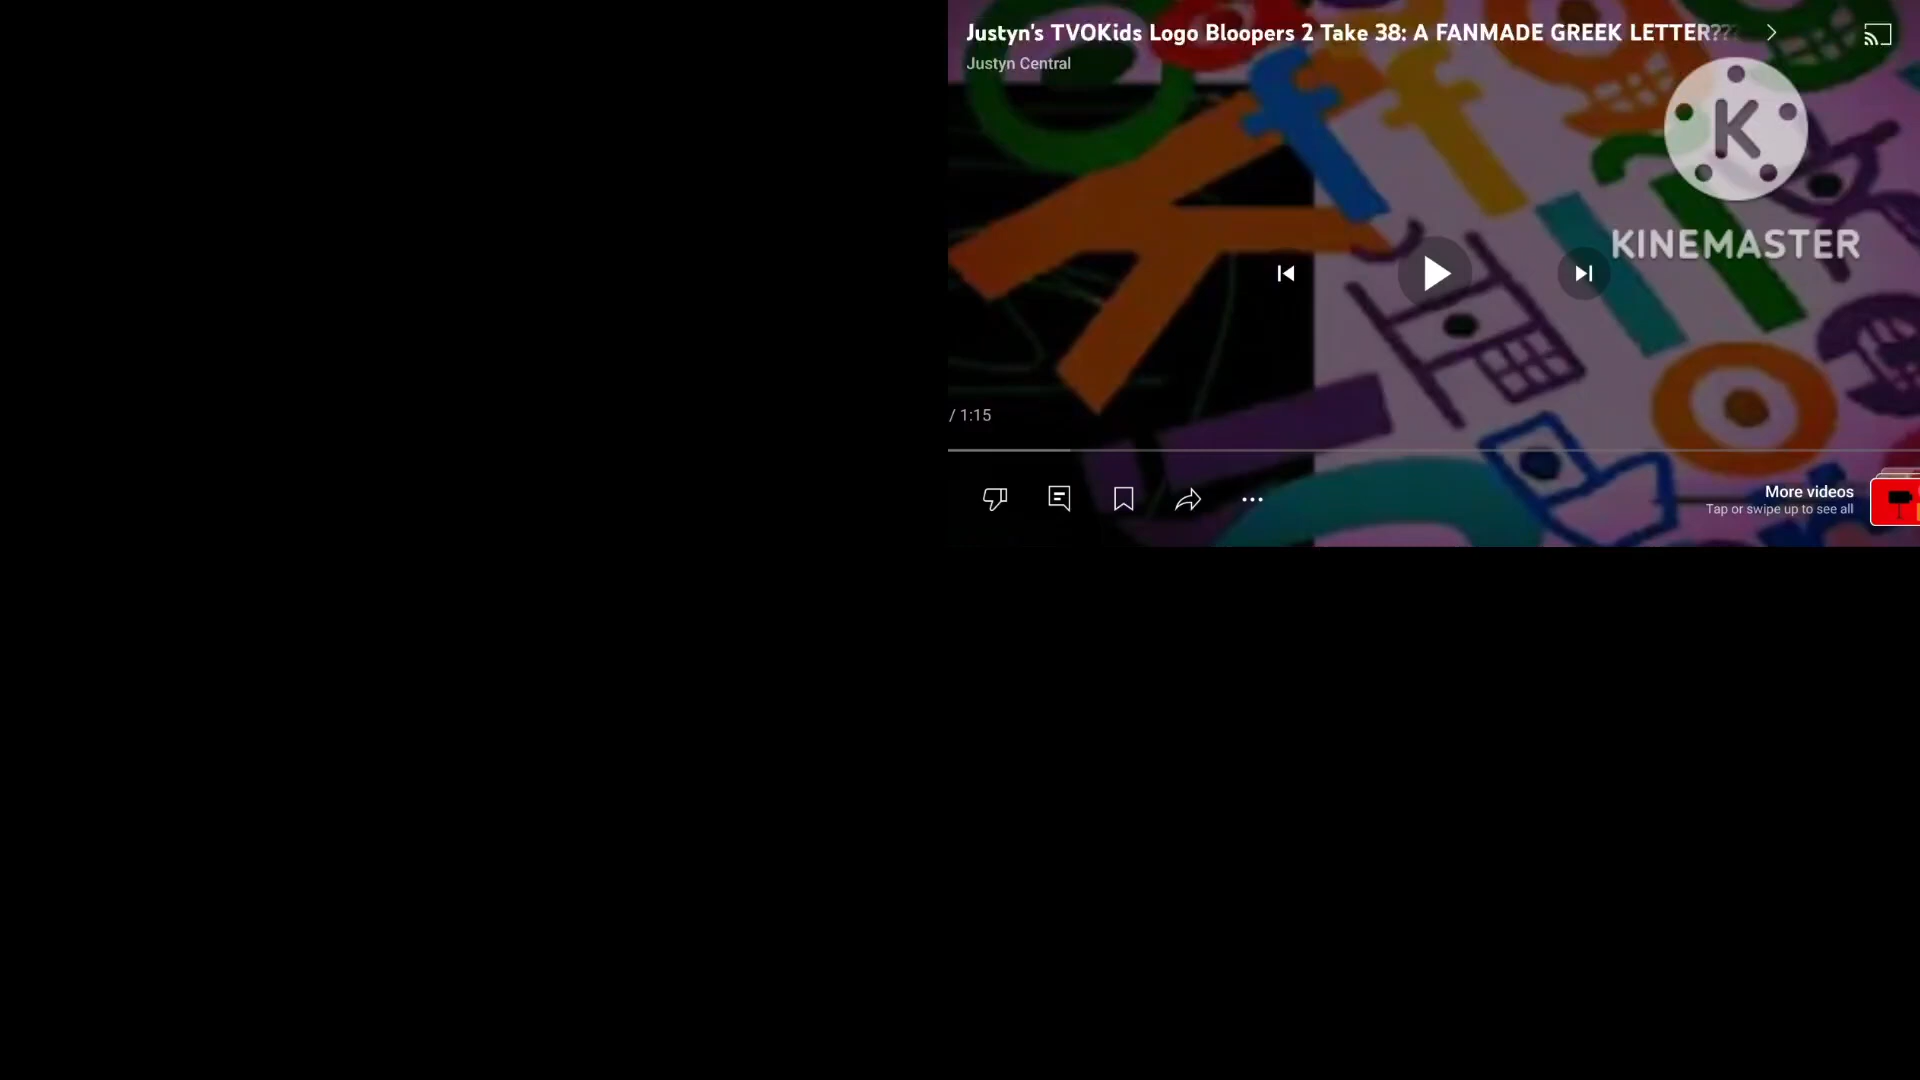 Justyn's TVOKids Logo Bloopers 2 Take 38: A FANMADE GREEK LETTER???
Justyn Central
K
KINEMASTER
/ 1:15
More videos
Tap or swipe up to see all